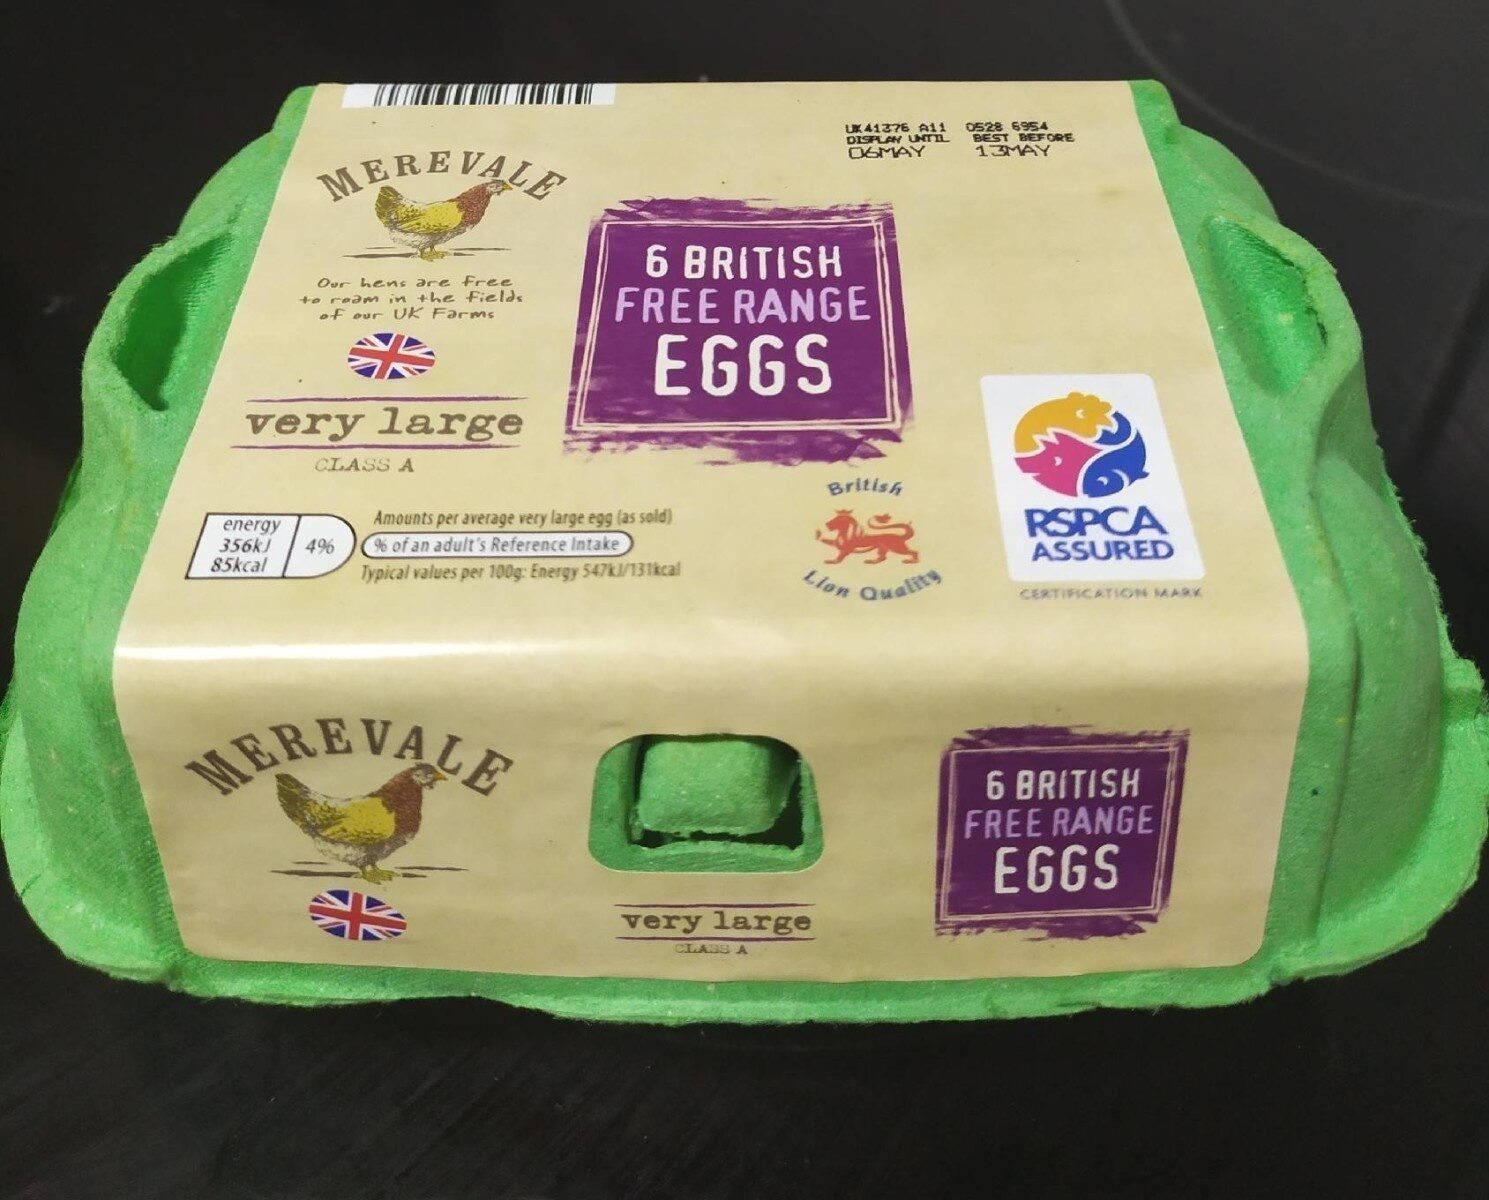 UK41376 A11 0528 6954
DISPLAY UNTIL BEST BEFORE
06MAY 13MAY
MEREVALE
Our hens are free
to roam in the fields
of our UK Farms
very large
CLASS A
6 BRITISH
FREE RANGE
EGGS
energy
356kJ
85kcal
4%
Amounts per average very large egg (as sold)
% of an adult's Reference Intake
Typical values per 100g: Energy 547kJ/131kcal
British
Lion Quality
RSPCA
ASSURED
CERTIFICATION MARK
MEREVALE
very large
CLASS A
6 BRITISH
FREE RANGE
EGGS